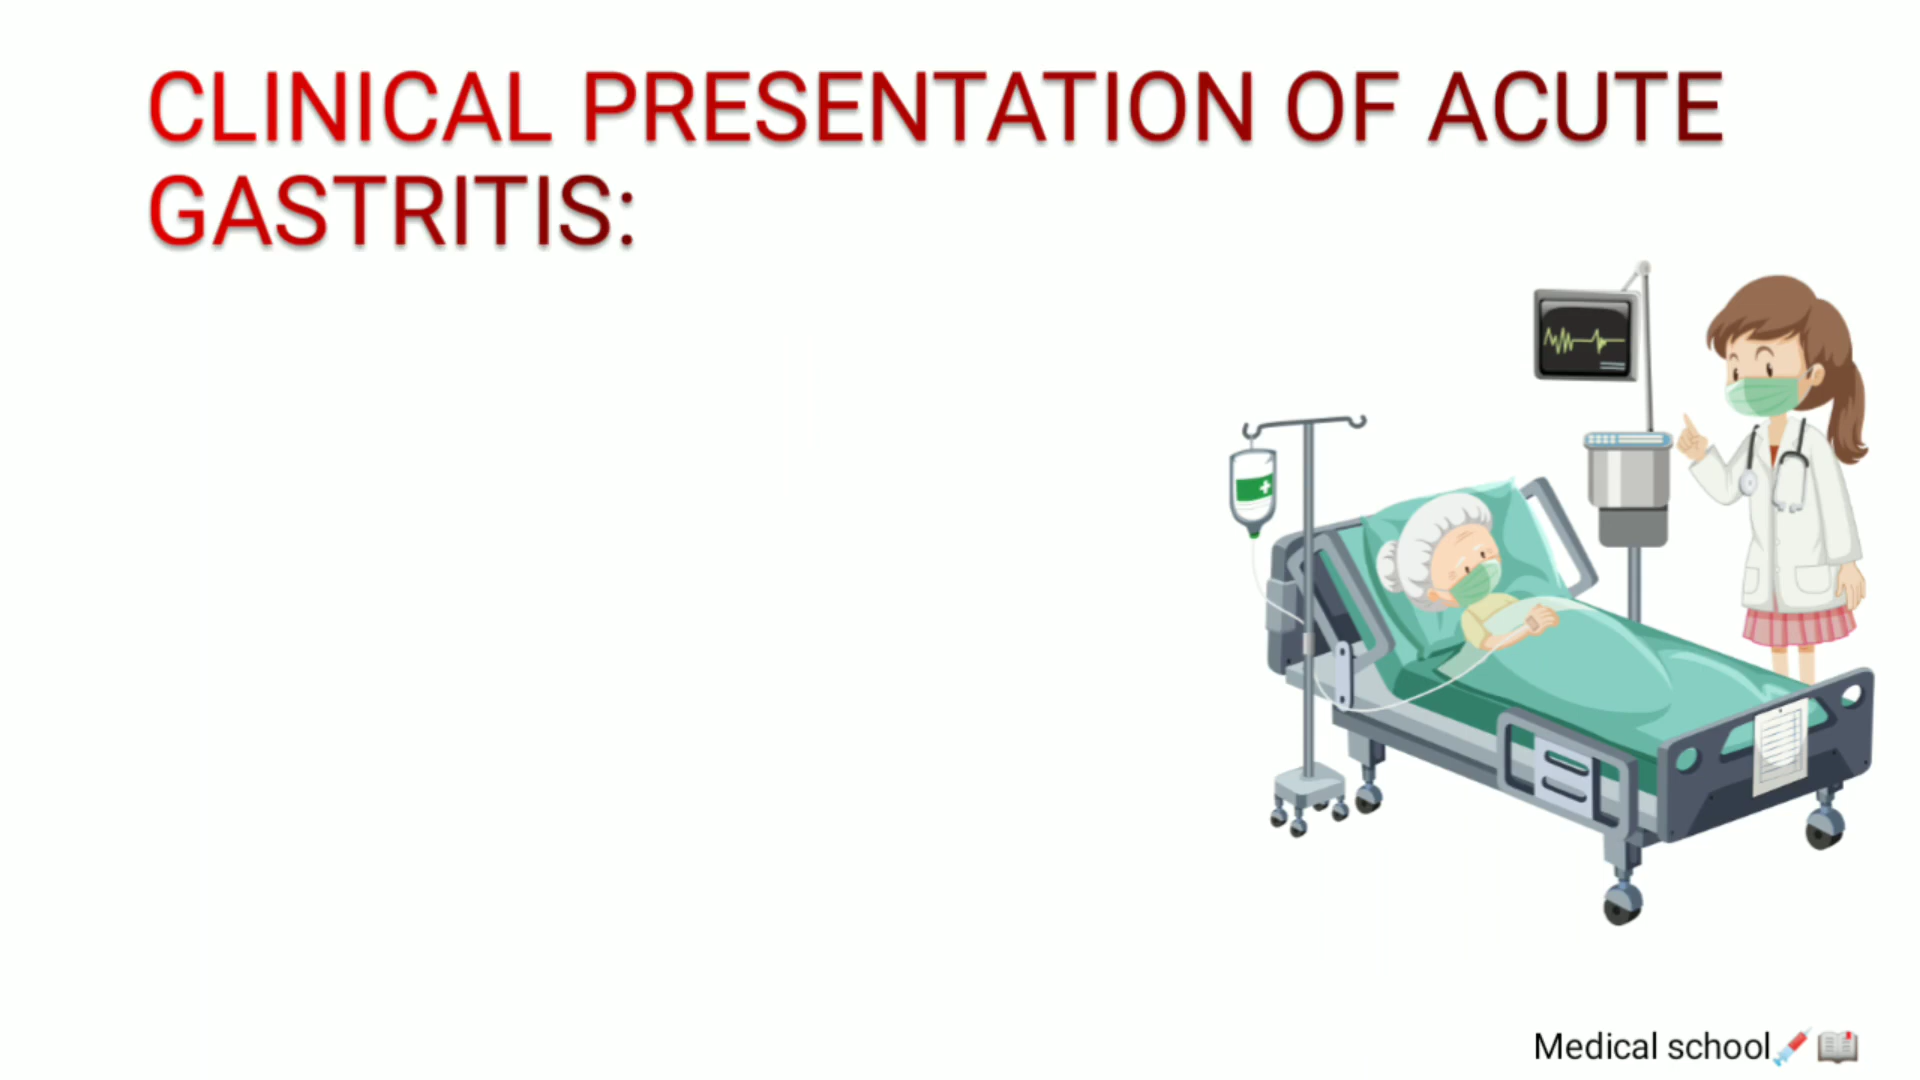 CLINICAL PRESENTATION OF ACUTE
GASTRITIS:
Medical school💉📖